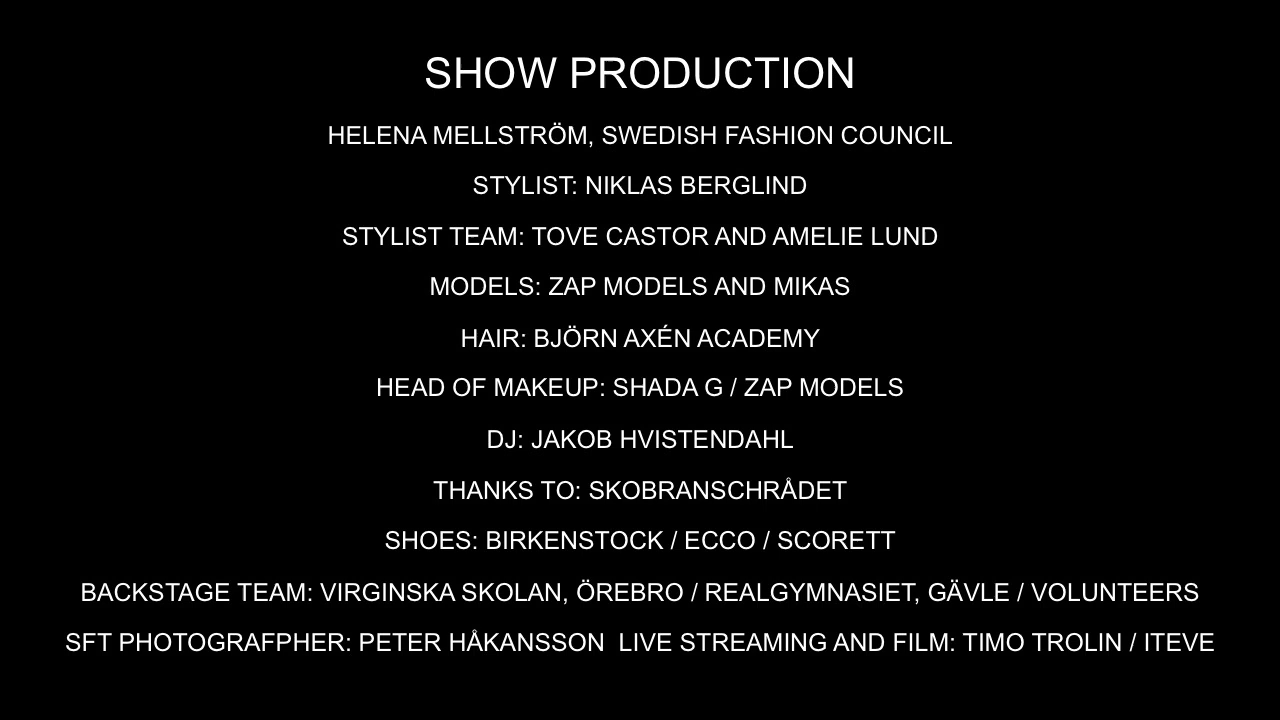 SHOW PRODUCTION
HELENA MELLSTRÖM, SWEDISH FASHION COUNCIL
STYLIST: NIKLAS BERGLIND
STYLIST TEAM: TOVE CASTOR AND AMELIE LUND
MODELS: ZAP MODELS AND MIKAS
HAIR: BJÖRN AXÉN ACADEMY
HEAD OF MAKEUP: SHADA G / ZAP MODELS
DJ: JAKOB HVISTENDAHL
THANKS TO: SKOBRANSCHRÅDET
SHOES: BIRKENSTOCK / ECCO / SCORETT
BACKSTAGE TEAM: VIRGINSKA SKOLAN, ÖREBRO / REALGYMNASIET, GÄVLE / VOLUNTEERS
SFT PHOTOGRAFPHER: PETER HÅKANSSON  LIVE STREAMING AND FILM: TIMO TROLIN / ITEVE